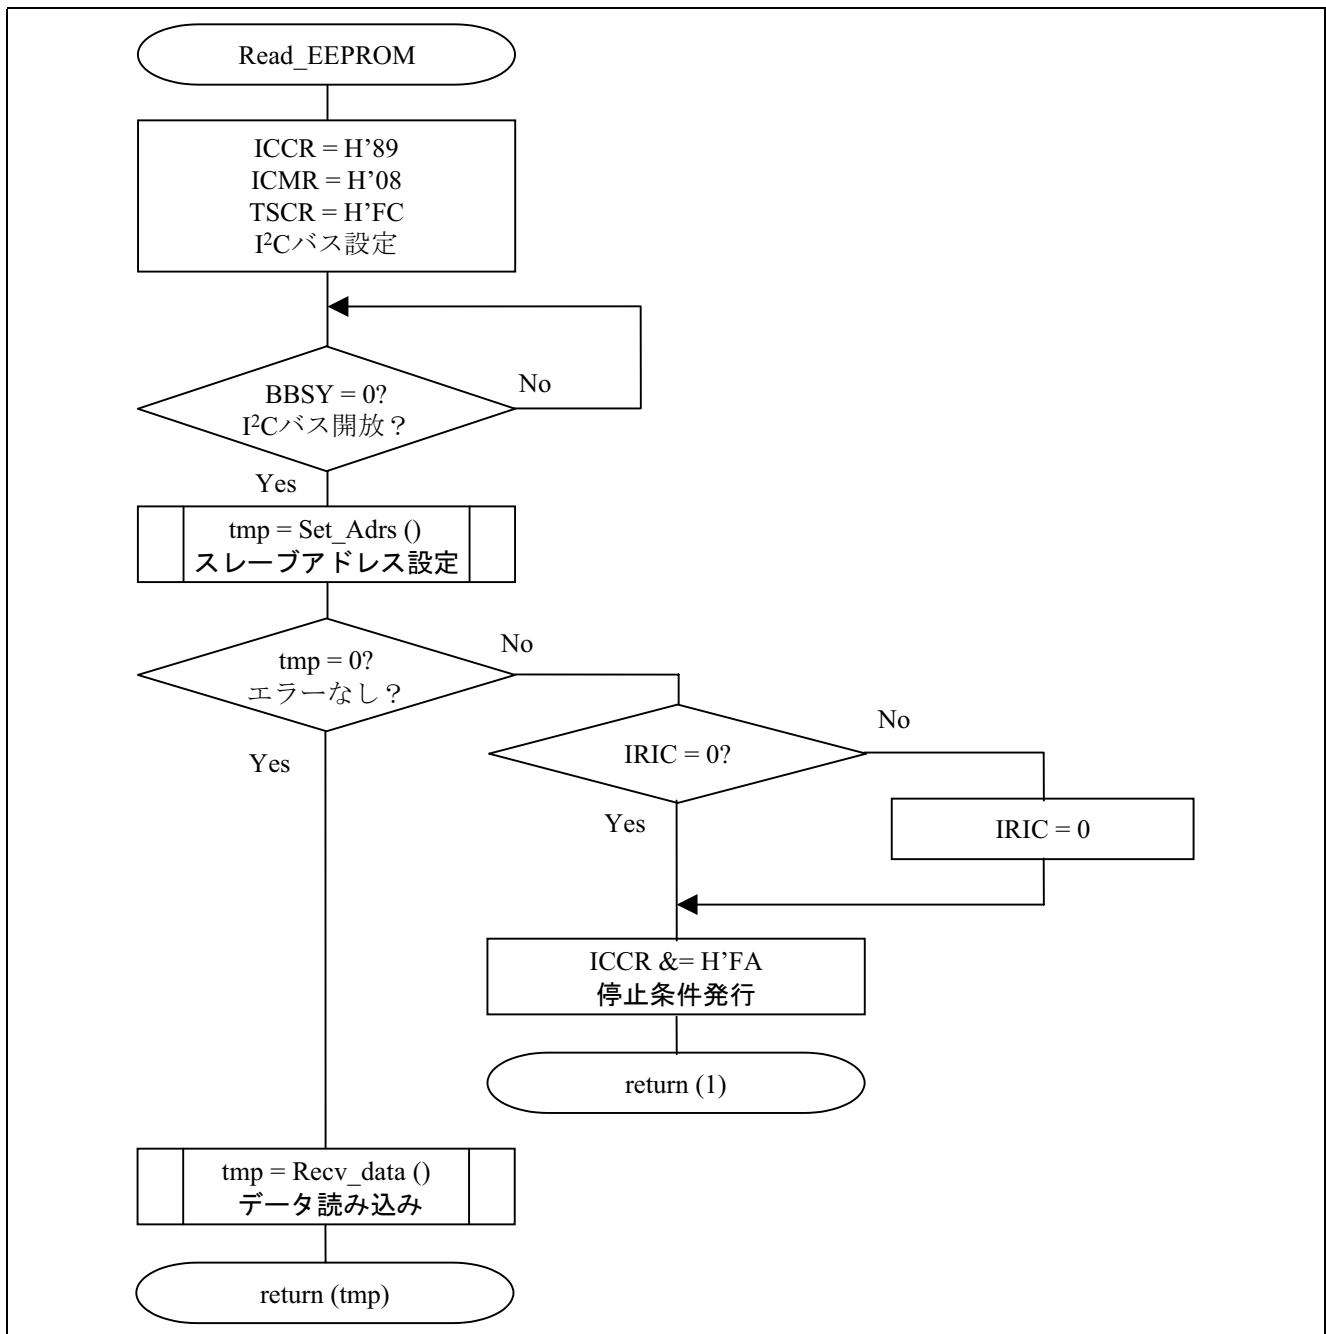 Read_EEPROM
ICCR = H’89
ICMR = H’08
TSCR = H’FC
I²Cバス設定
BBSY = 0?
I²Cバス開放？
No
Yes
tmp = Set_Adrs ()
スレーブアドレス設定
tmp = 0?
エラーなし？
No
Yes
IRIC = 0?
No
Yes
IRIC = 0
ICCR &= H’FA
停止条件発行
return (1)
tmp = Recv_data ()
データ読み込み
return (tmp)